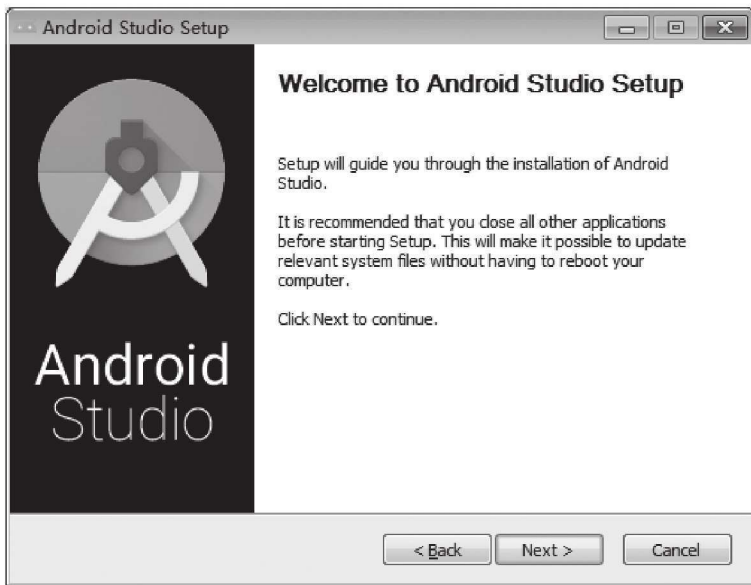 Android Studio Setup
Welcome to Android Studio Setup
Setup will guide you through the installation of Android
Studio.
It is recommended that you close all other applications
before starting Setup. This will make it possible to update
relevant system files without having to reboot your
computer.
Click Next to continue.
Android
Studio
< Back
Next >
Cancel